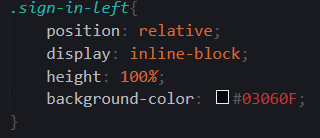 .sign-in-left{
position: relative;
display: inline-block;
height: 100%;
background-color: #03060F;
}